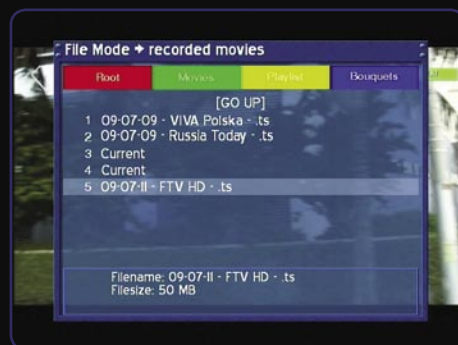 File Mode → recorded movies
Root Movies Playlist Bouquets
[GO UP]
1 09-07-09 - VIVA Polska - .ts
2 09-07-09 - Russia Today - .ts
3 Current
4 Current
5 09-07-11 - FTV HD - .ts
Filename: 09-07-11 - FTV HD - .ts
Filesize: 50 MB